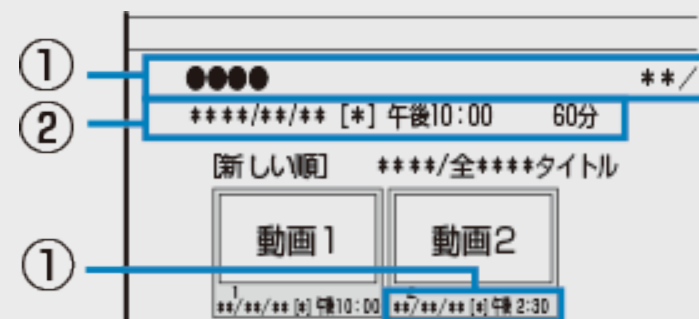 ① ●●●● **/
② ****/**/** [*] 午後10:00 60分
[新しい順] ****/全****タイトル
動画1 動画2
① **/**/** [*] 午後10:00 **/**/** [*] 午後 2:30